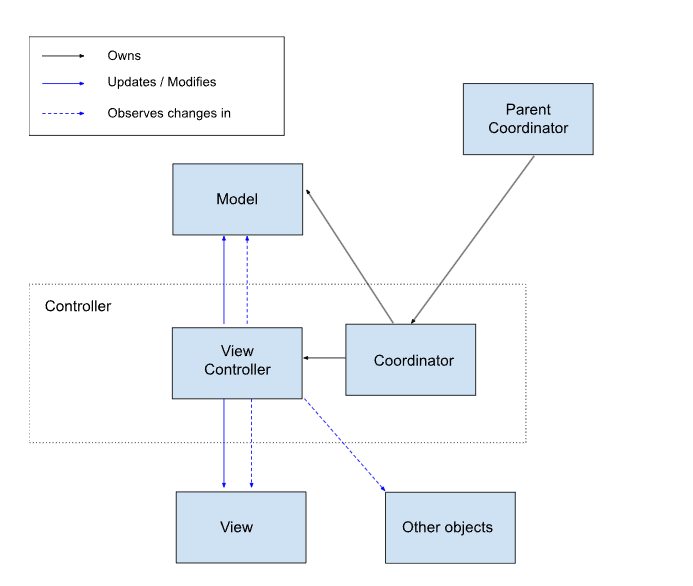 Owns
Updates / Modifies
Observes changes in
Parent
Coordinator
Model
Controller
View
Controller
Coordinator
View
Other objects